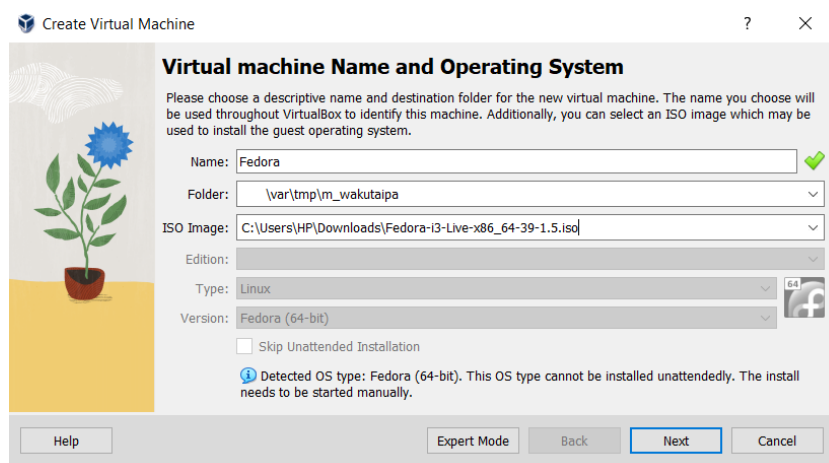 Create Virtual Machine
?
Virtual machine Name and Operating System
Please choose a descriptive name and destination folder for the new virtual machine. The name you choose will
be used throughout VirtualBox to identify this machine. Additionally, you can select an ISO image which may be
used to install the guest operating system.
Name: Fedora
Folder: \var\tmp\m_wakutaipa
ISO Image: C:\Users\HP\Downloads\Fedora-i3-Live-x86_64-39-1.5.iso
Edition:
Type: Linux
64
Version: Fedora (64-bit)
Skip Unattended Installation
Detected OS type: Fedora (64-bit). This OS type cannot be installed unattendedly. The install
needs to be started manually.
Help Expert Mode Back Next Cancel